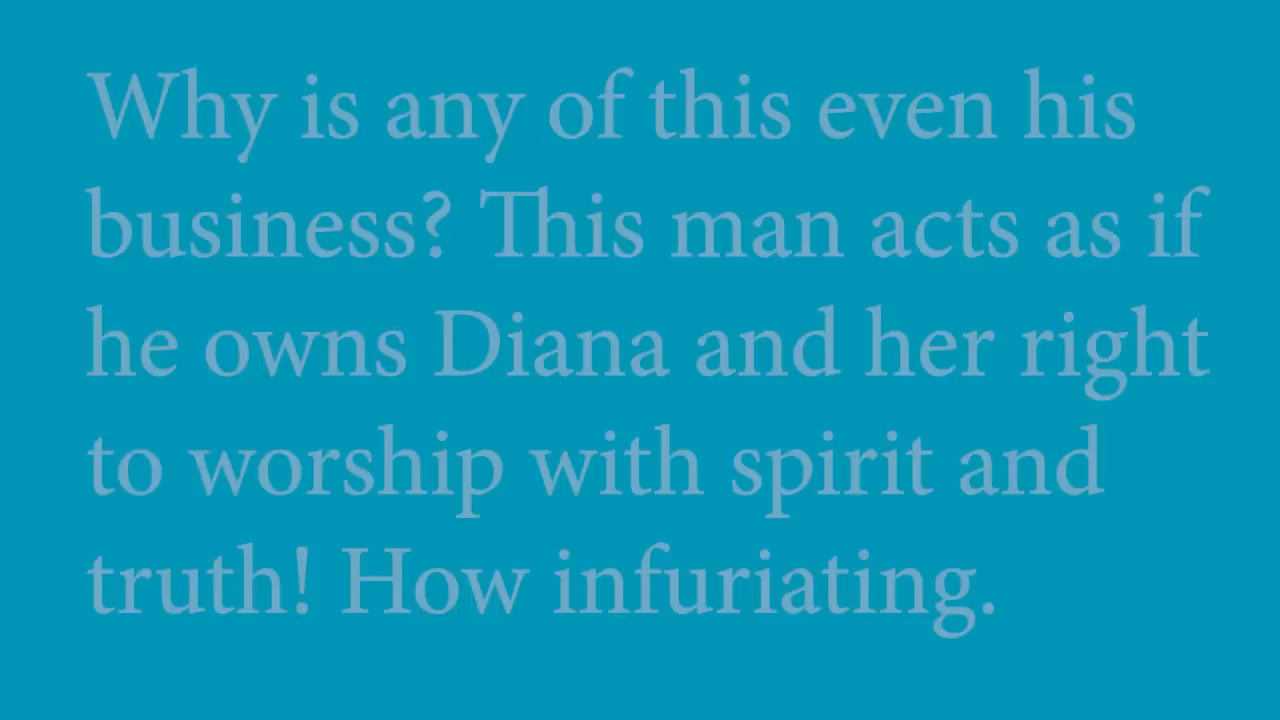 Why is any of this even his
business? This man acts as if
he owns Diana and her right
to worship with spirit and
truth! How infuriating.